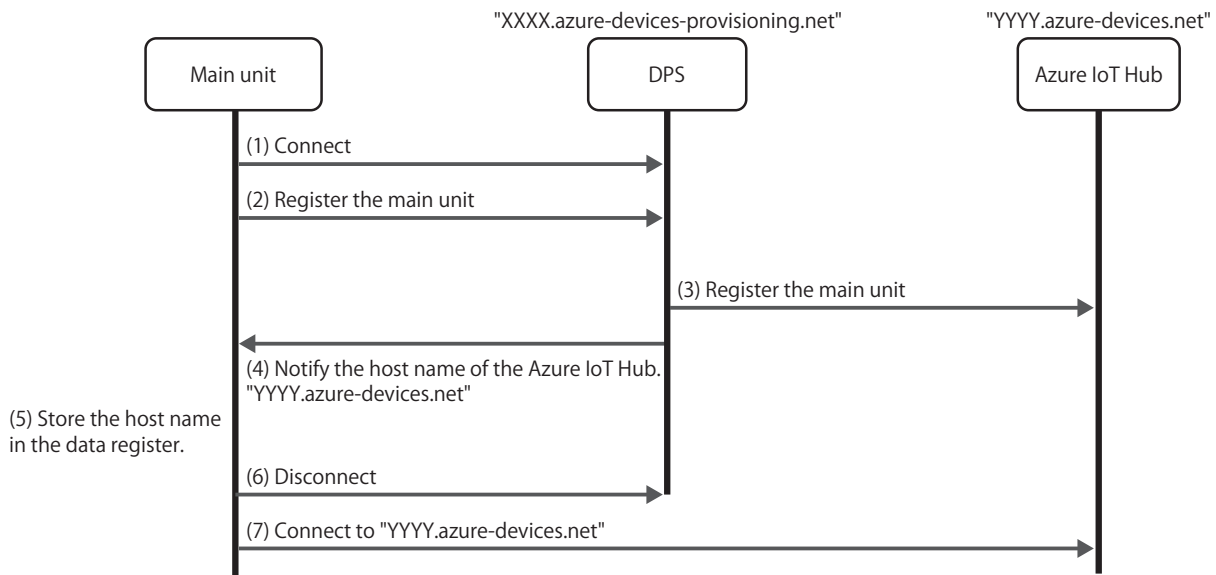 "XXXX.azure-devices-provisioning.net"
"YYYY.azure-devices.net"
Main unit
DPS
Azure IoT Hub
(1) Connect
(2) Register the main unit
(3) Register the main unit
(4) Notify the host name of the Azure IoT Hub.
"YYYY.azure-devices.net"
(5) Store the host name
in the data register.
(6) Disconnect
(7) Connect to "YYYY.azure-devices.net"